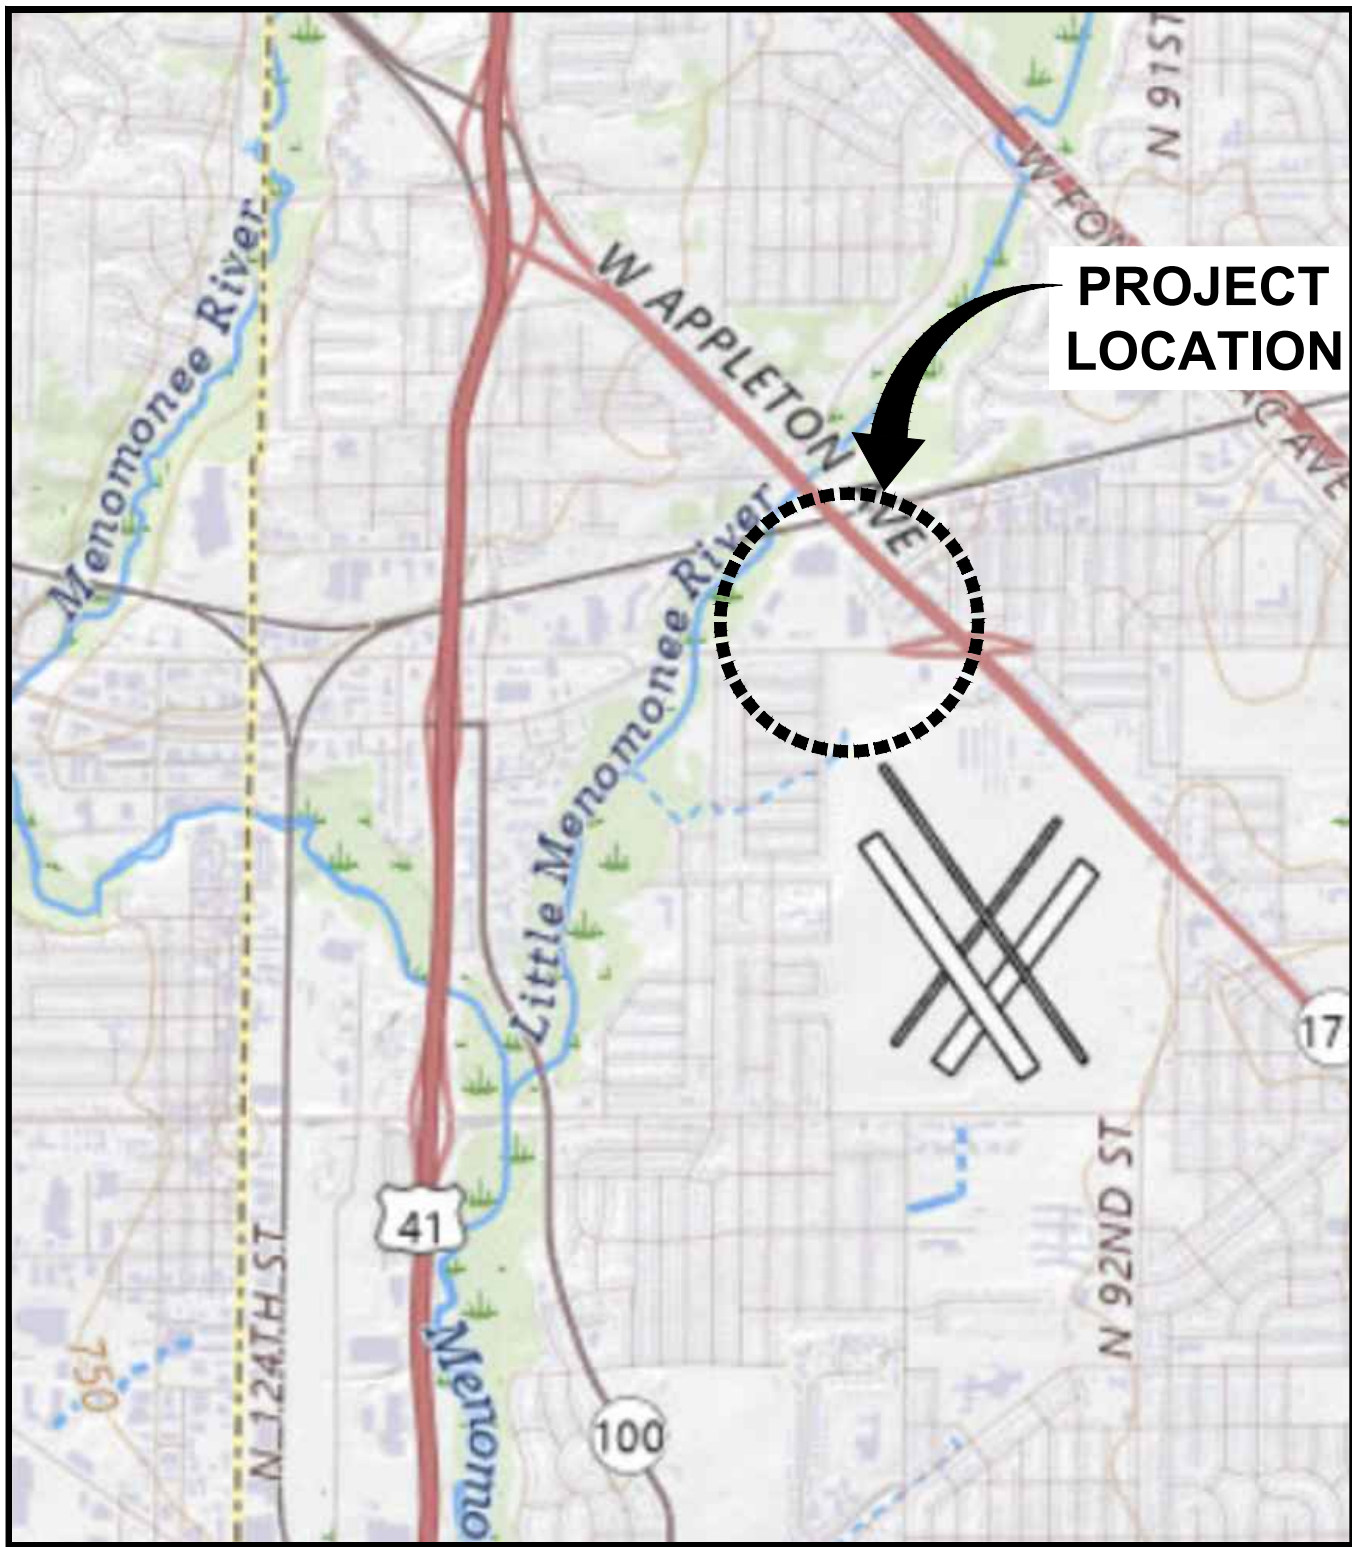 N 91ST
W FON
PROJECT
LOCATION
AC AVE
W APPLETON AVE
Menomonee River
Little Menomonee River
17
41
N 92ND ST
N 124TH ST
750
Menomo
100